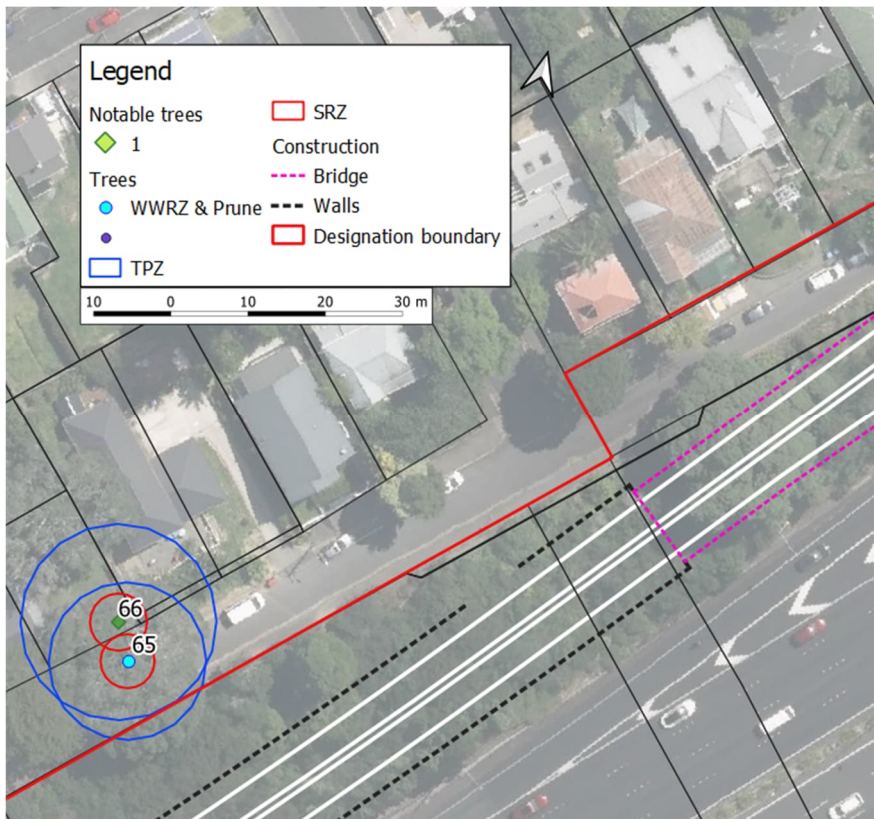 Legend
Notable trees
1
Trees
WWRZ & Prune
TPZ
SRZ
Construction
Bridge
Walls
Designation boundary
10 0 10 20 30 m
66
65